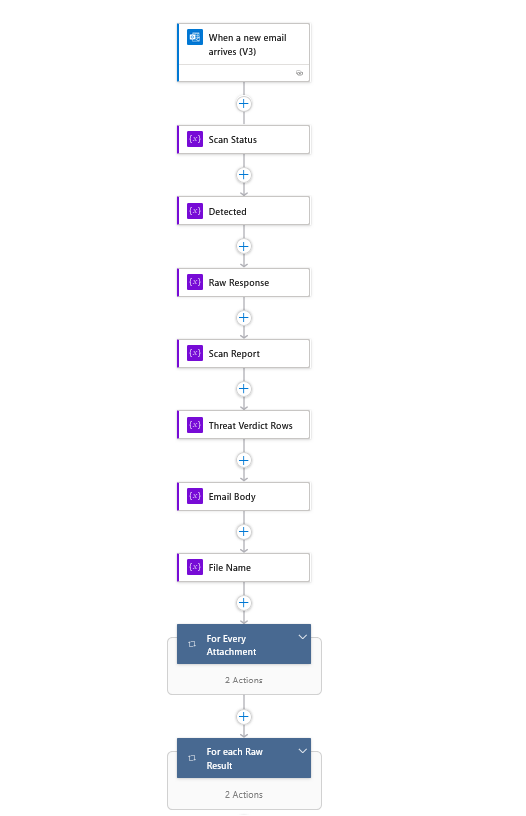 When a new email
arrives (V3)
{x} Scan Status
{x} Detected
{x} Raw Response
{x} Scan Report
{x} Threat Verdict Rows
{x} Email Body
{x} File Name
For Every
Attachment
2 Actions
For each Raw
Result
2 Actions